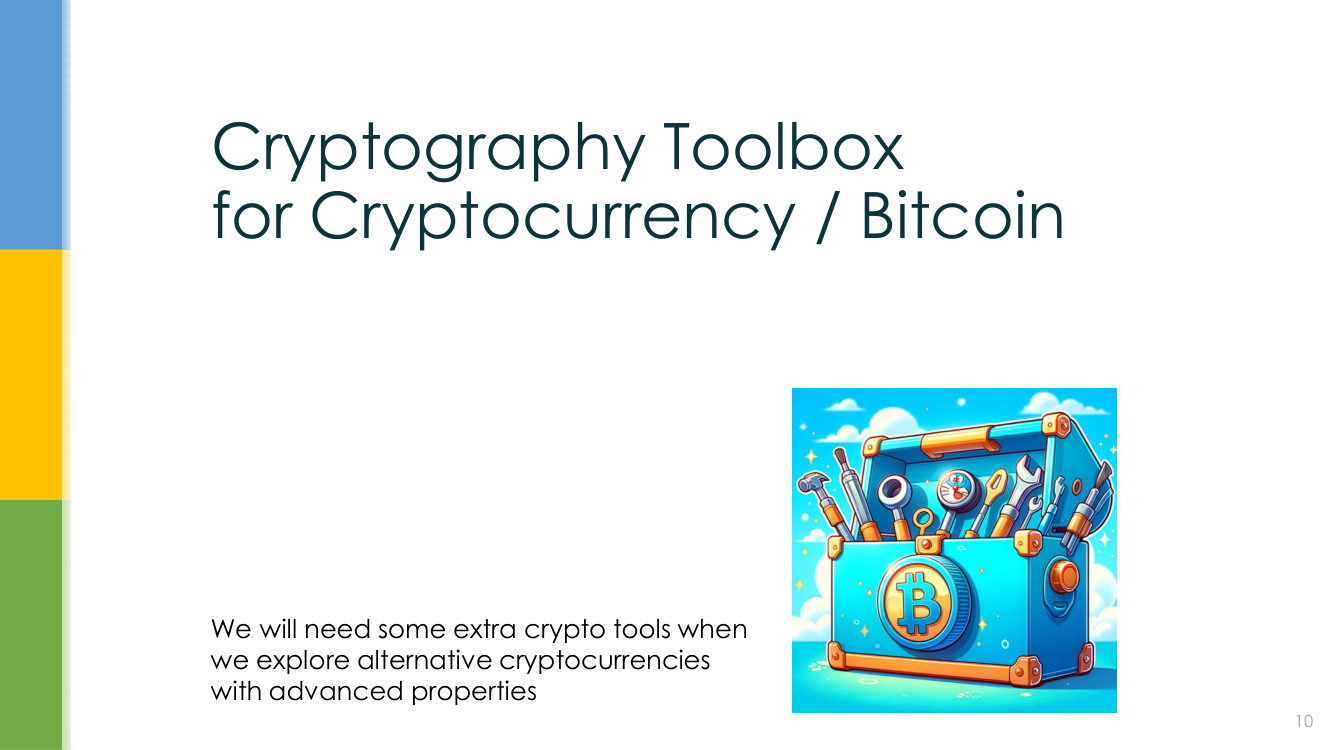 Cryptography Toolbox
for Cryptocurrency / Bitcoin
We will need some extra crypto tools when
we explore alternative cryptocurrencies
with advanced properties
10